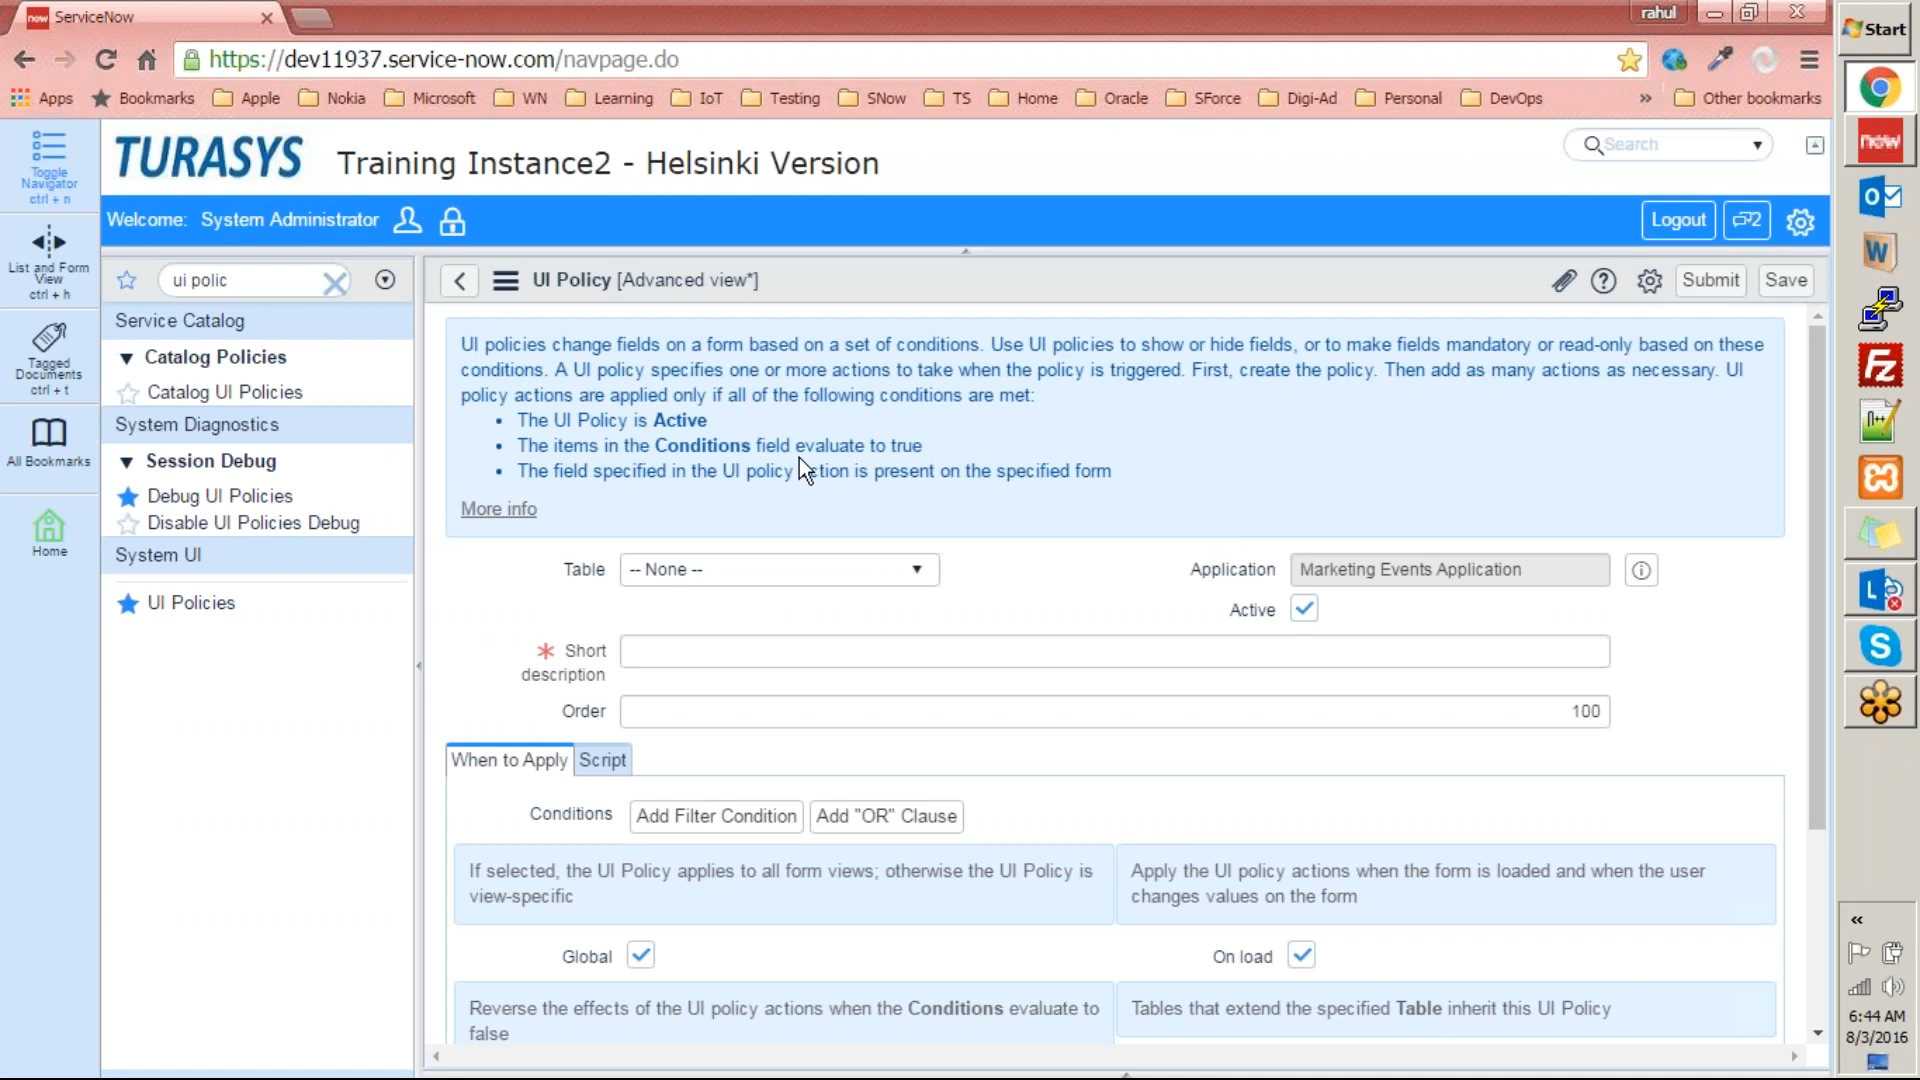 now ServiceNow
rahul
Start
https://dev11937.service-now.com/navpage.do
Apps
Bookmarks
Apple
Nokia
Microsoft
WN
Learning
IoT
Testing
SNow
TS
Home
Oracle
SForce
Digi-Ad
Personal
DevOps
»
Other bookmarks
Toggle
Navigator
ctrl + n
TURASYS
Training Instance2 - Helsinki Version
Search
now
Welcome: System Administrator
Logout
2
List and Form
View
ctrl + h
ui polic
UI Policy [Advanced view*]
Submit
Save
Service Catalog
Catalog Policies
Catalog UI Policies
System Diagnostics
Session Debug
Debug UI Policies
Disable UI Policies Debug
System UI
UI Policies
Tagged
Documents
ctrl + t
All Bookmarks
Home
UI policies change fields on a form based on a set of conditions. Use UI policies to show or hide fields, or to make fields mandatory or read-only based on these
conditions. A UI policy specifies one or more actions to take when the policy is triggered. First, create the policy. Then add as many actions as necessary. UI
policy actions are applied only if all of the following conditions are met:
• The UI Policy is Active
• The items in the Conditions field evaluate to true
• The field specified in the UI policy action is present on the specified form
More info
Table
-- None --
Application
Marketing Events Application
Active
* Short
description
Order
100
When to Apply
Script
Conditions
Add Filter Condition
Add "OR" Clause
If selected, the UI Policy applies to all form views; otherwise the UI Policy is
view-specific
Apply the UI policy actions when the form is loaded and when the user
changes values on the form
Global
On load
Reverse the effects of the UI policy actions when the Conditions evaluate to
false
Tables that extend the specified Table inherit this UI Policy
«
6:44 AM
8/3/2016